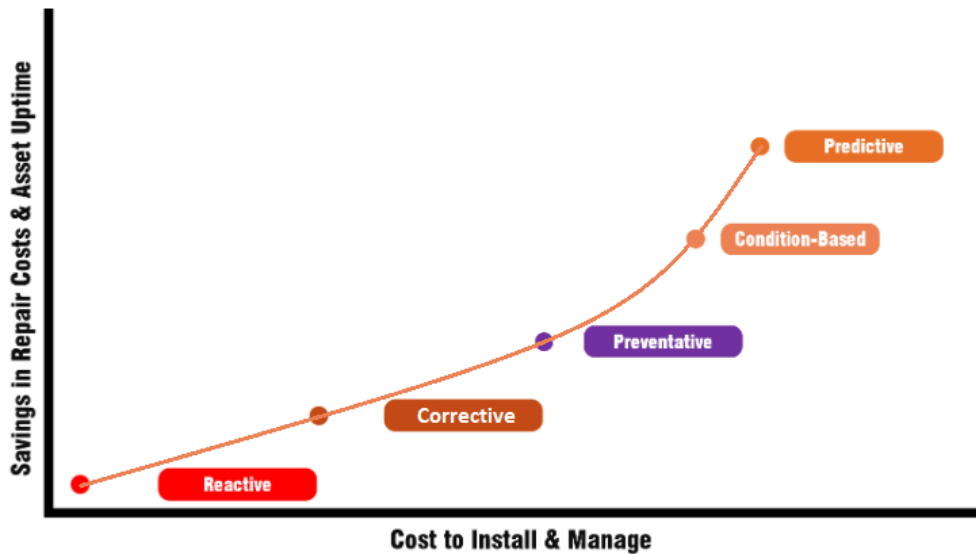 Savings in Repair Costs & Asset Uptime
Predictive
Condition-Based
Preventative
Corrective
Reactive
Cost to Install & Manage